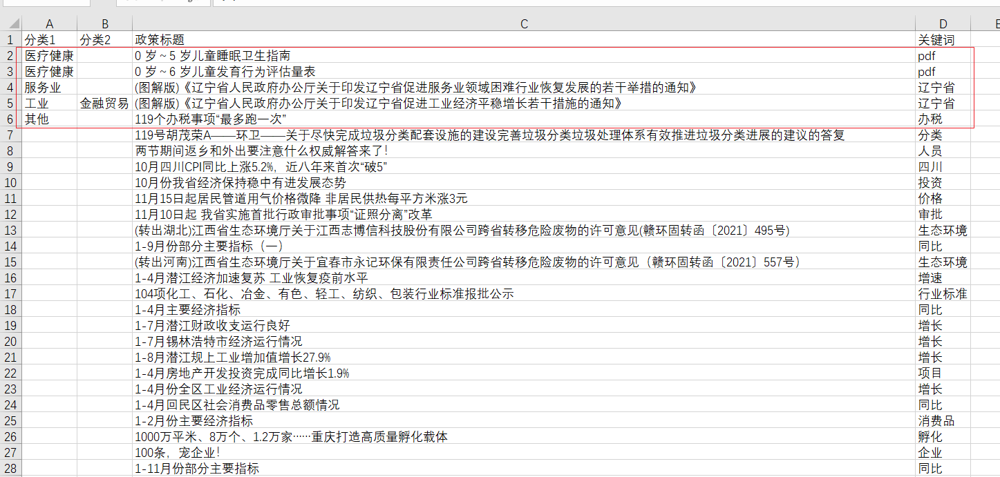 A B C D E
1 分类1 分类2 政策标题 关键词
2 医疗健康 0 岁~5 岁儿童睡眠卫生指南 pdf
3 医疗健康 0 岁~6 岁儿童发育行为评估量表 pdf
4 服务业 (图解版)《辽宁省人民政府办公厅关于印发辽宁省促进服务业领域困难行业恢复发展的若干举措的通知》 辽宁省
5 工业 金融贸易 (图解版)《辽宁省人民政府办公厅关于印发辽宁省促进工业经济平稳增长若干措施的通知》 辽宁省
6 其他 119个办税事项“最多跑一次” 办税
7 119号胡茂荣A——环卫——关于尽快完成垃圾分类配套设施的建设完善垃圾分类垃圾处理体系有效推进垃圾分类进展的建议的答复 分类
8 两节期间返乡和外出要注意什么权威解答来了! 人员
9 10月四川CPI同比上涨5.2%，近八年来首次“破5” 四川
10 10月份我省经济保持稳中有进发展态势 投资
11 11月15日起居民管道用气价格微降 非居民供热每平方米涨3元 价格
12 11月10日起 我省实施首批行政审批事项“证照分离”改革 审批
13 (转出湖北)江西省生态环境厅关于江西志博信科技股份有限公司跨省转移危险废物的许可意见(赣环固转函〔2021〕495号) 生态环境
14 1-9月份部分主要指标（一） 同比
15 (转出河南)江西省生态环境厅关于宜春市永记环保有限责任公司跨省转移危险废物的许可意见（赣环固转函〔2021〕557号） 生态环境
16 1-4月潜江经济加速复苏 工业恢复疫前水平 增速
17 104项化工、石化、冶金、有色、轻工、纺织、包装行业标准报批公示 行业标准
18 1-4月主要经济指标 同比
19 1-7月潜江财政收支运行良好 增长
20 1-7月锡林浩特市经济运行情况 增长
21 1-8月潜江规上工业增加值增长27.9% 增长
22 1-4月房地产开发投资完成同比增长1.9% 项目
23 1-4月份全区工业经济运行情况 增长
24 1-4月回民区社会消费品零售总额情况 同比
25 1-2月份主要经济指标 消费品
26 1000万平米、8万个、1.2万家……重庆打造高质量孵化载体 孵化
27 100条，宠企业! 企业
28 1-11月份部分主要指标 同比